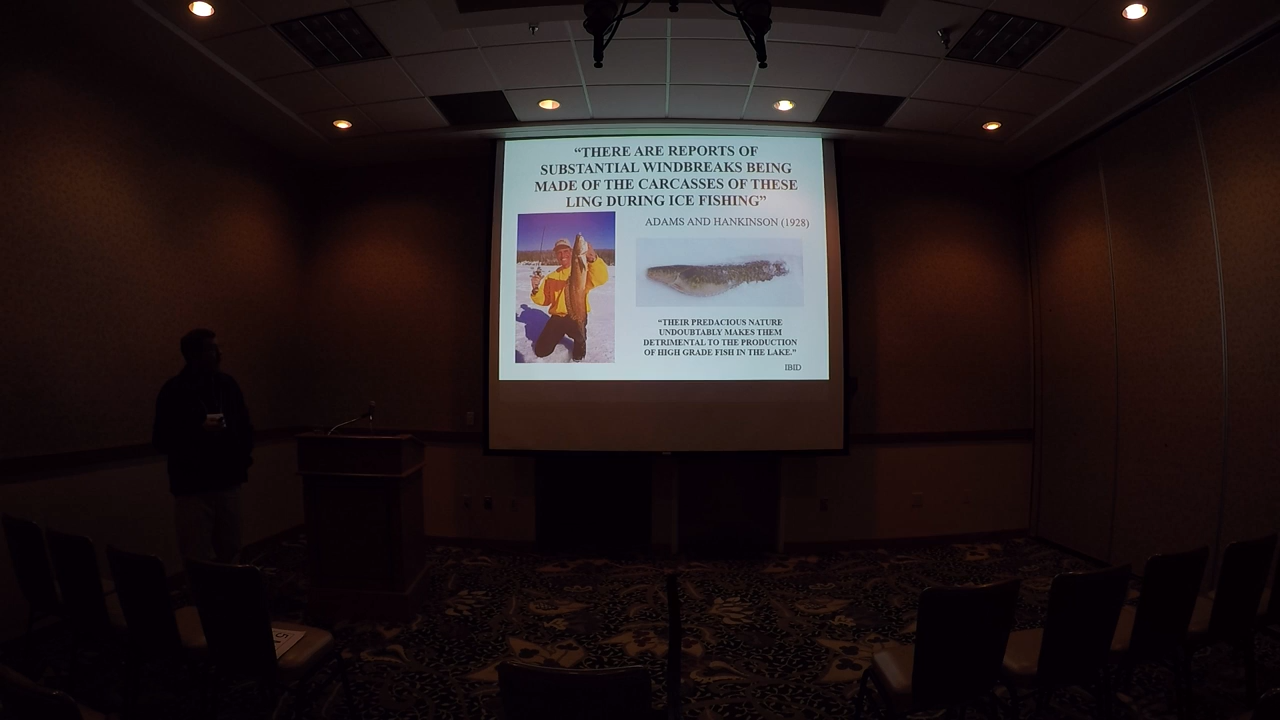 “THERE ARE REPORTS OF
SUBSTANTIAL WINDBREAKS BEING
MADE OF THE CARCASSES OF THESE
LING DURING ICE FISHING”
ADAMS AND HANKINSON (1928)
“THEIR PREDACIOUS NATURE
UNDOUBTABLY MAKES THEM
DETRIMENTAL TO THE PRODUCTION
OF HIGH GRADE FISH IN THE LAKE.”
IBID